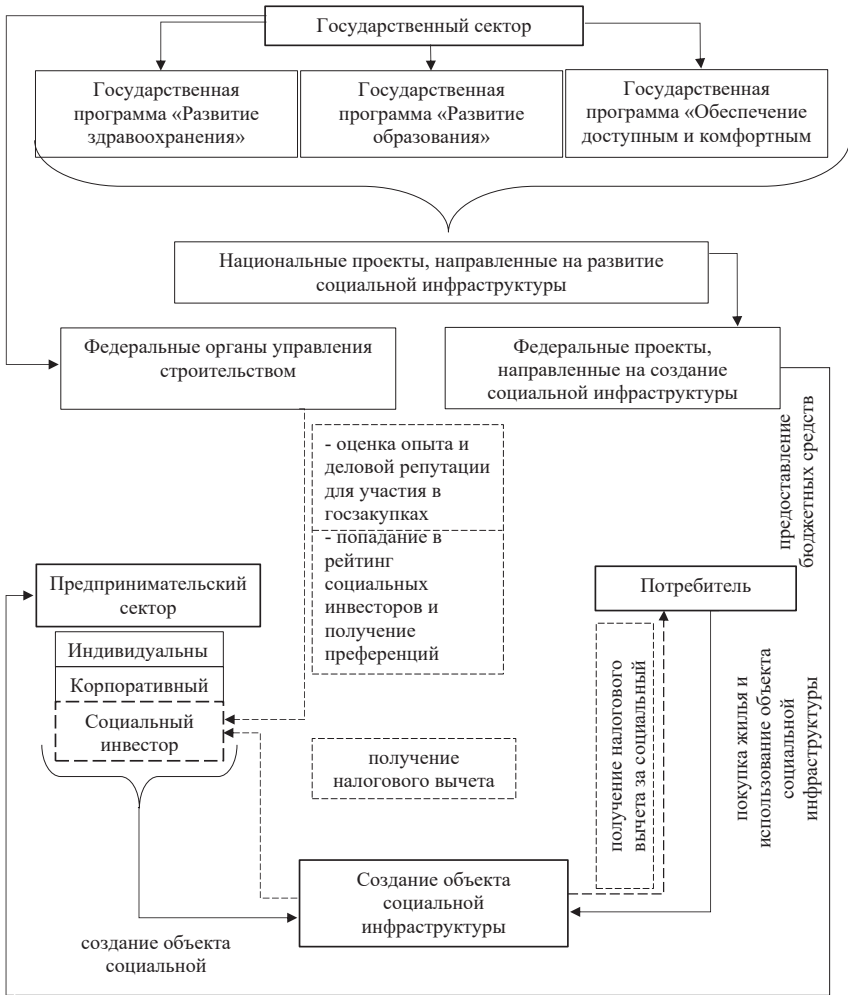 Государственный сектор
Государственная
программа «Развитие
здравоохранения»
Государственная
программа «Развитие
образования»
Государственная
программа «Обеспечение
доступным и комфортным
Национальные проекты, направленные на развитие
социальной инфраструктуры
Федеральные органы управления
строительством
Федеральные проекты,
направленные на создание
социальной инфраструктуры
предоставление
бюджетных средств
- оценка опыта и
деловой репутации
для участия в
госзакупках
- попадание в
рейтинг
социальных
инвесторов и
получение
преференций
Предпринимательский
сектор
Индивидуальны
Корпоративный
Социальный
инвестор
Потребитель
получение
налогового вычета
получение налогового
вычета за социальный
покупка жилья и
использование объекта
социальной
инфраструктуры
Создание объекта
социальной
инфраструктуры
создание объекта
социальной